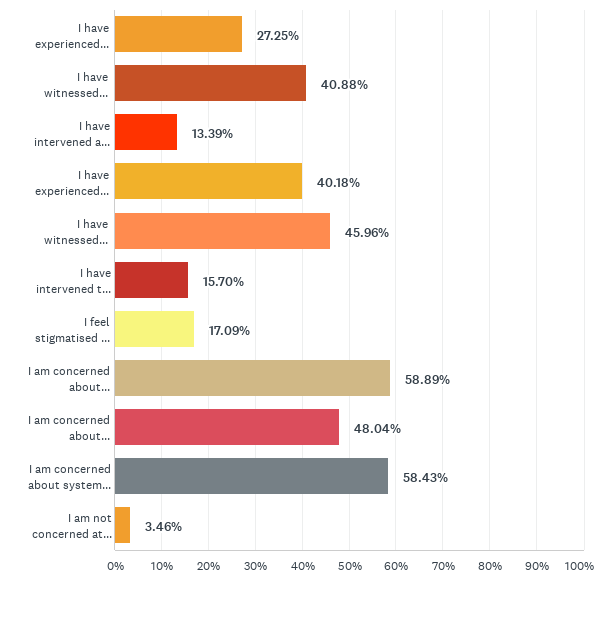 I have
experienced...
27.25%
I have
witnessed...
40.88%
I have
intervened a...
13.39%
I have
experienced...
40.18%
I have
witnessed...
45.96%
I have
intervened t...
15.70%
I feel
stigmatised ...
17.09%
I am concerned
about...
58.89%
I am concerned
about...
48.04%
I am concerned
about system...
58.43%
I am not
concerned at...
3.46%
0% 10% 20% 30% 40% 50% 60% 70% 80% 90% 100%